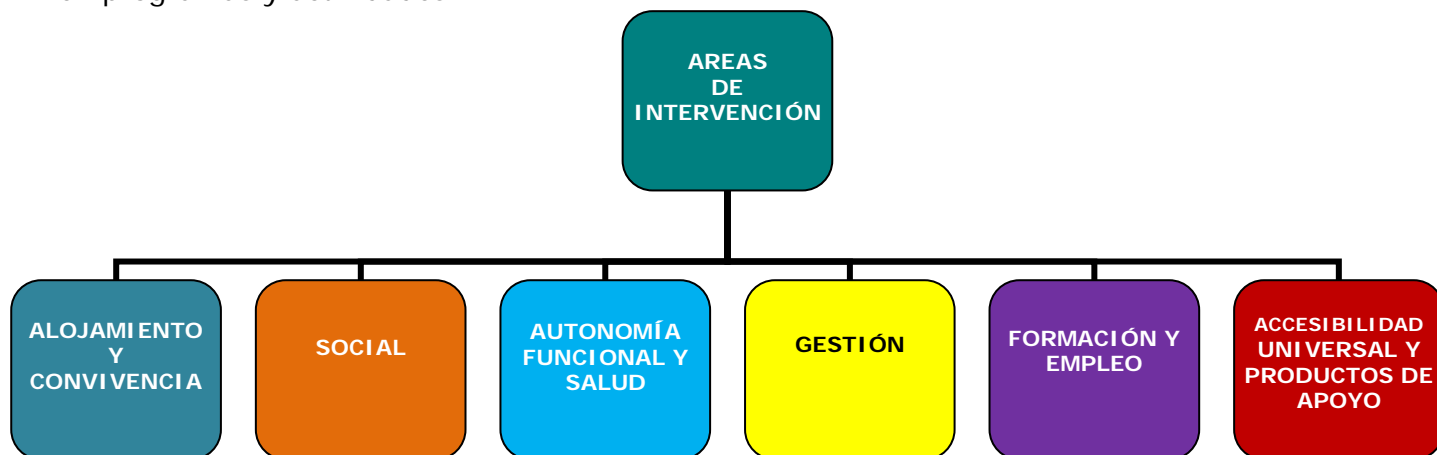 AREAS
DE
INTERVENCIÓN
ALOJAMIENTO
Y
CONVIVENCIA
SOCIAL
AUTONOMÍA
FUNCIONAL Y
SALUD
GESTIÓN
FORMACIÓN Y
EMPLEO
ACCESIBILIDAD
UNIVERSAL Y
PRODUCTOS DE
APOYO